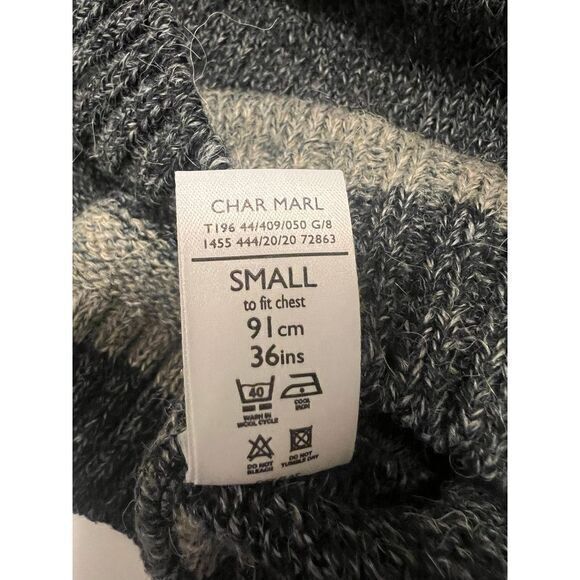 CHAR MARL
T196 44/409/050 G/8
1455 444/20/20 72863
SMALL
to fit chest
91cm
36ins
40
WASH IN
WOOL CYCLE
COOL
IRON
DO NOT
BLEACH
DO NOT
TUMBLE DAY